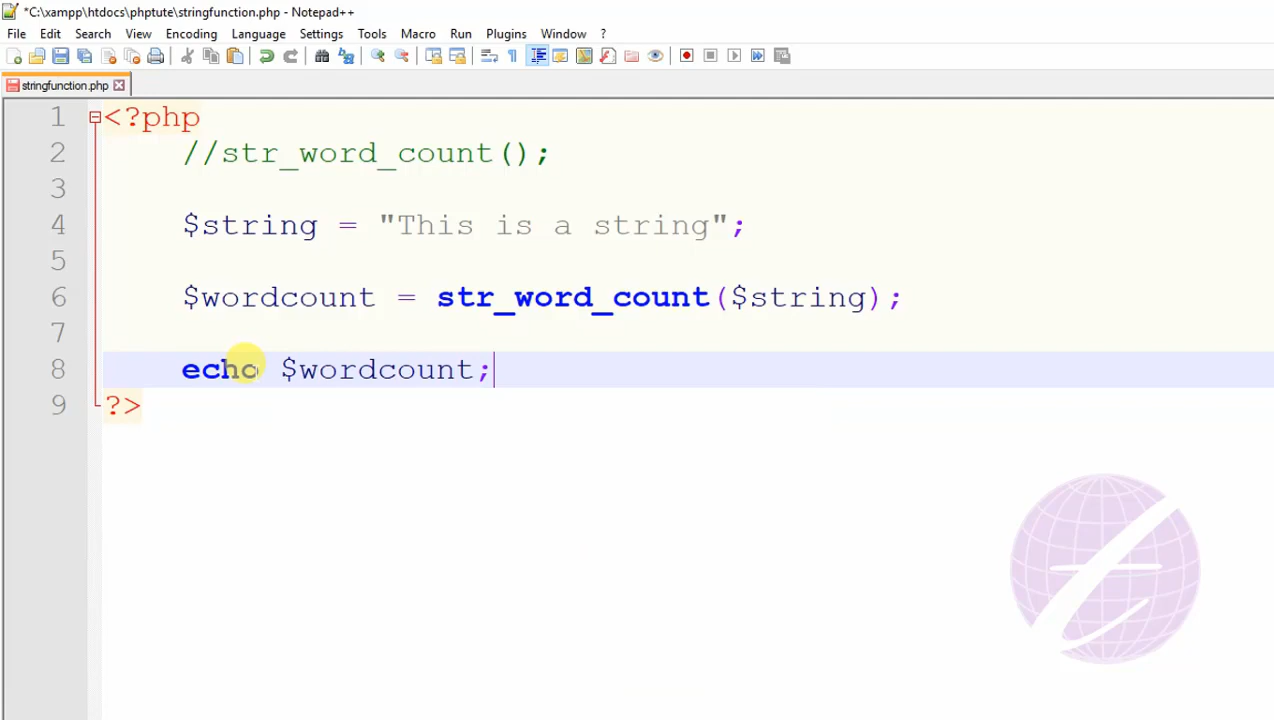 *C:\xampp\htdocs\phptute\stringfunction.php - Notepad++
File Edit Search View Encoding Language Settings Tools Macro Run Plugins Window ?
stringfunction.php
1 <?php
2 //str_word_count();
3
4 $string = "This is a string";
5
6 $wordcount = str_word_count($string);
7
8 echo $wordcount;
9 ?>